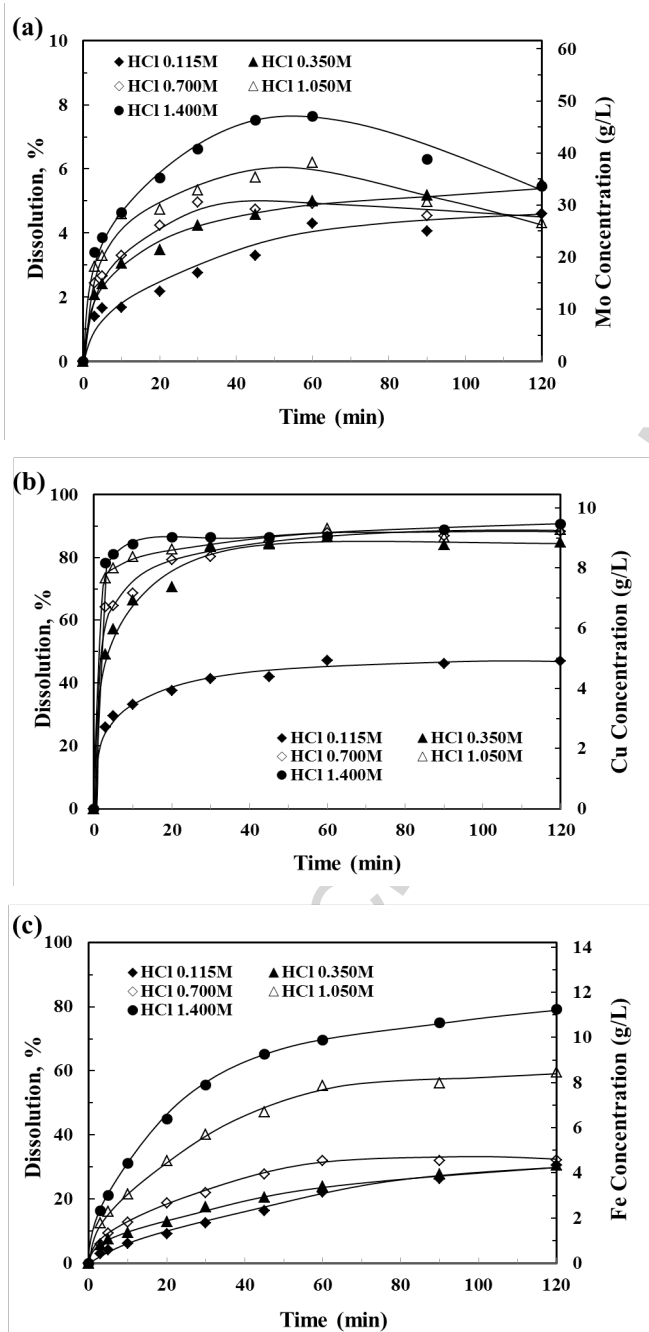 (a)
10
8
6
4
2
0
Dissolution, %
HCl 0.115M HCl 0.350M
HCl 0.700M HCl 1.050M
HCl 1.400M
60
50
40
30
20
10
0
Mo Concentration (g/L)
0 20 40 60 80 100 120
Time (min)
(b)
100
80
60
40
20
0
Dissolution, %
HCl 0.115M HCl 0.350M
HCl 0.700M HCl 1.050M
HCl 1.400M
10
8
6
4
2
0
Cu Concentration (g/L)
0 20 40 60 80 100 120
Time (min)
(c)
100
80
60
40
20
0
Dissolution, %
HCl 0.115M HCl 0.350M
HCl 0.700M HCl 1.050M
HCl 1.400M
14
12
10
8
6
4
2
0
Fe Concentration (g/L)
0 20 40 60 80 100 120
Time (min)